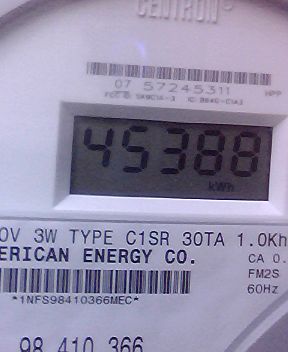 CENTRON®
07 57245311
HPP
45388
kWh
0V 3W TYPE C1SR 30TA 1.0Kh
ERICAN ENERGY CO.
CA 0.
FM2S
*1NFS98410366MEC*
60Hz
98 410 366